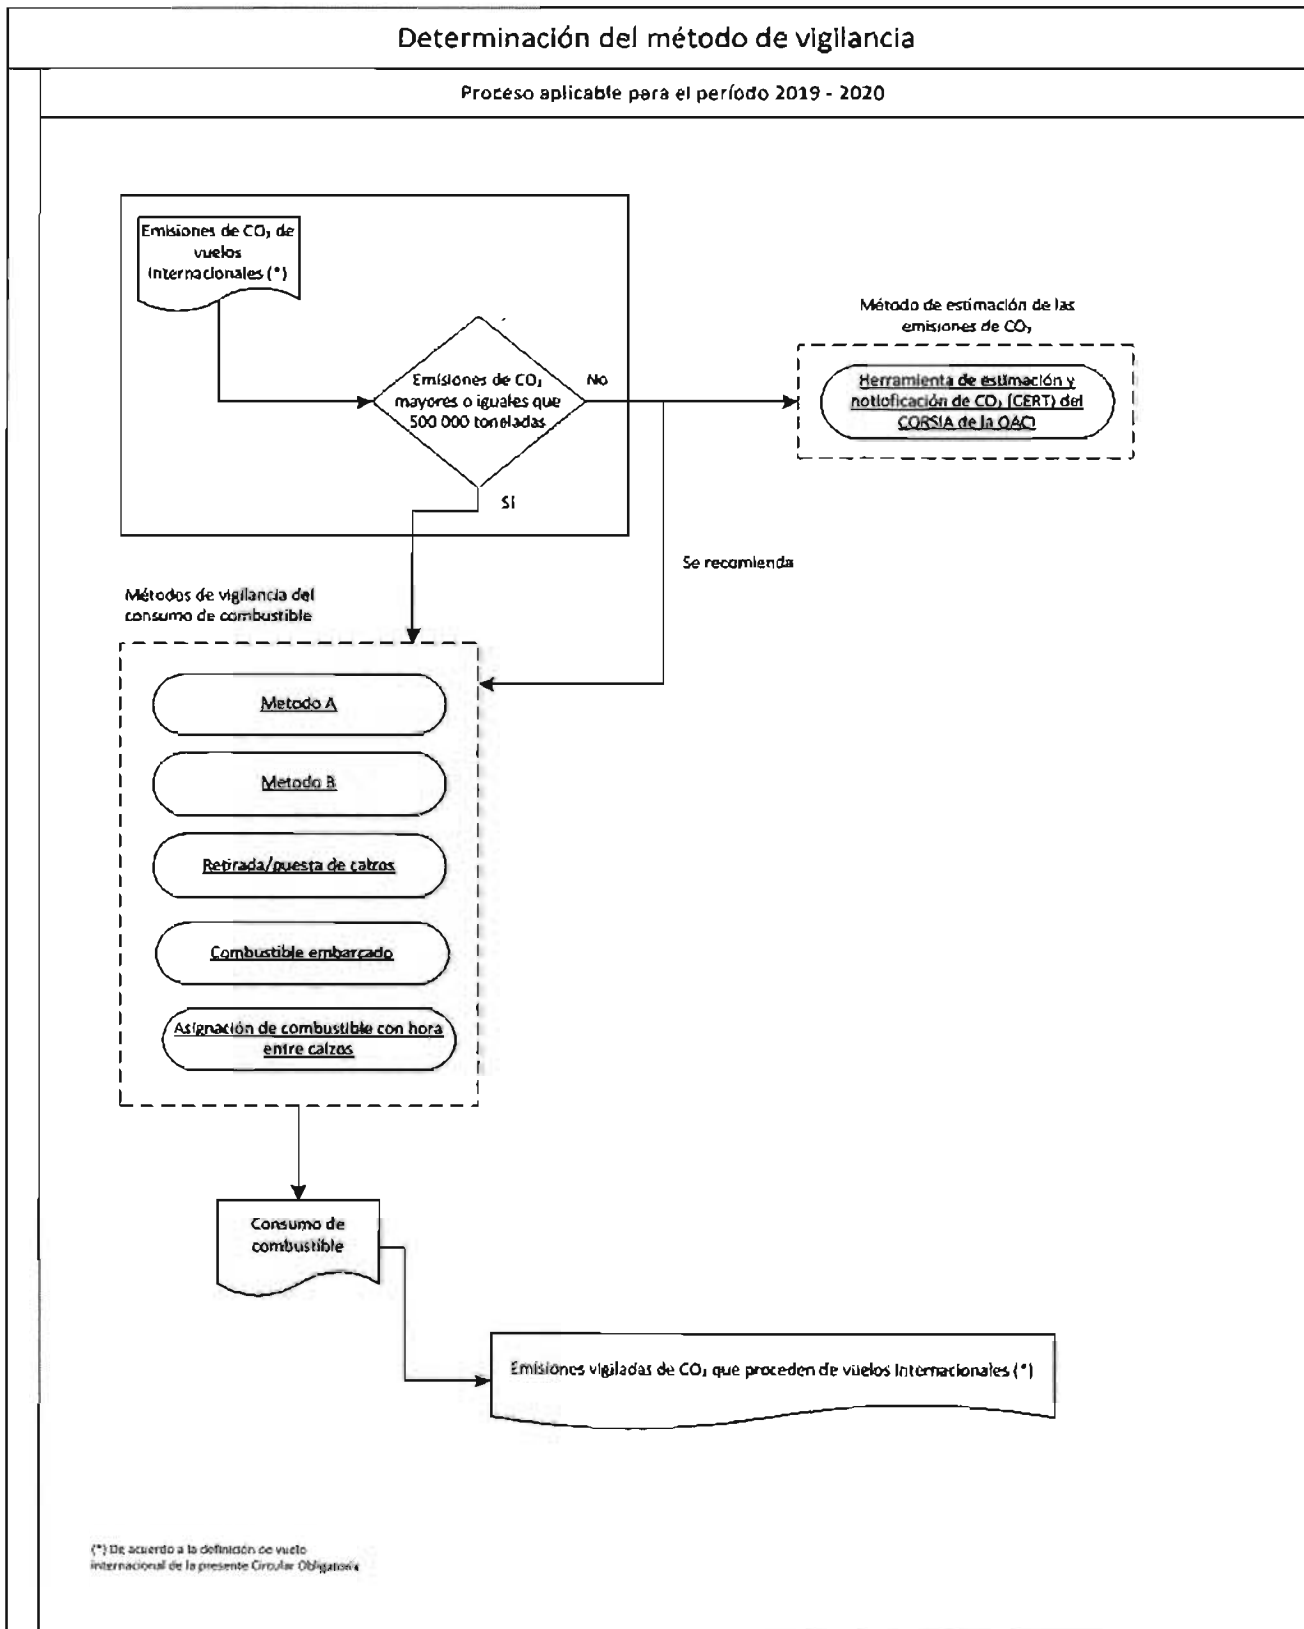 Determinación del método de vigilancia
Proceso aplicable para el período 2019 - 2020
Emisiones de CO₂ de
vuelos
Internacionales (*)
Emisiones de CO₂
mayores o iguales que
500 000 toneladas
No
Sí
Método de estimación de las
emisiones de CO₂
Herramienta de estimación y
notioficación de CO₂ (CERT) del
CORSIA de la OACI
Se recomienda
Métodos de vigilancia del
consumo de combustible
Metodo A
Metodo B
Retirada/puesta de calzos
Combustible embarcado
Asignación de combustible con hora
entre calzos
Consumo de
combustible
Emisiones vigiladas de CO₂ que proceden de vuelos Internacionales (*)
(*) De acuerdo a la definición de vuelo
internacional de la presente Circular Obligatoria